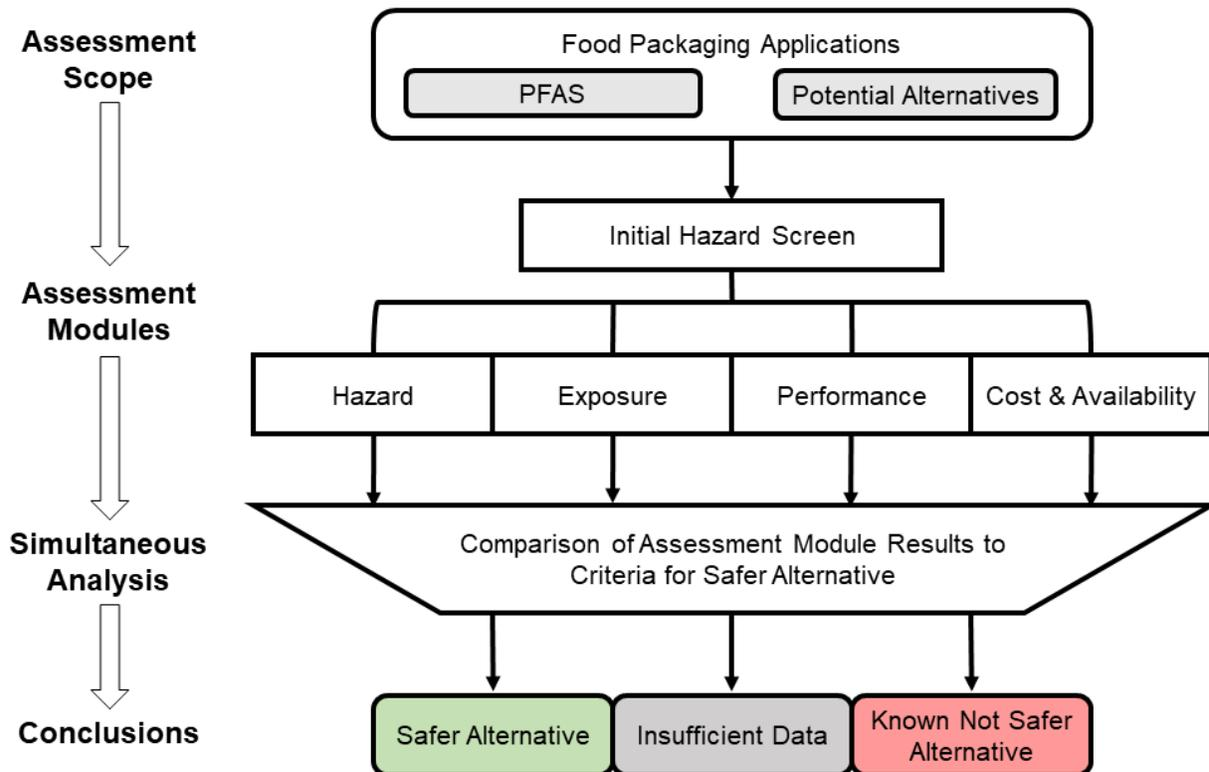 Assessment
Scope
Food Packaging Applications
PFAS
Potential Alternatives
Initial Hazard Screen
Assessment
Modules
Hazard
Exposure
Performance
Cost & Availability
Simultaneous
Analysis
Comparison of Assessment Module Results to
Criteria for Safer Alternative
Conclusions
Safer Alternative
Insufficient Data
Known Not Safer
Alternative